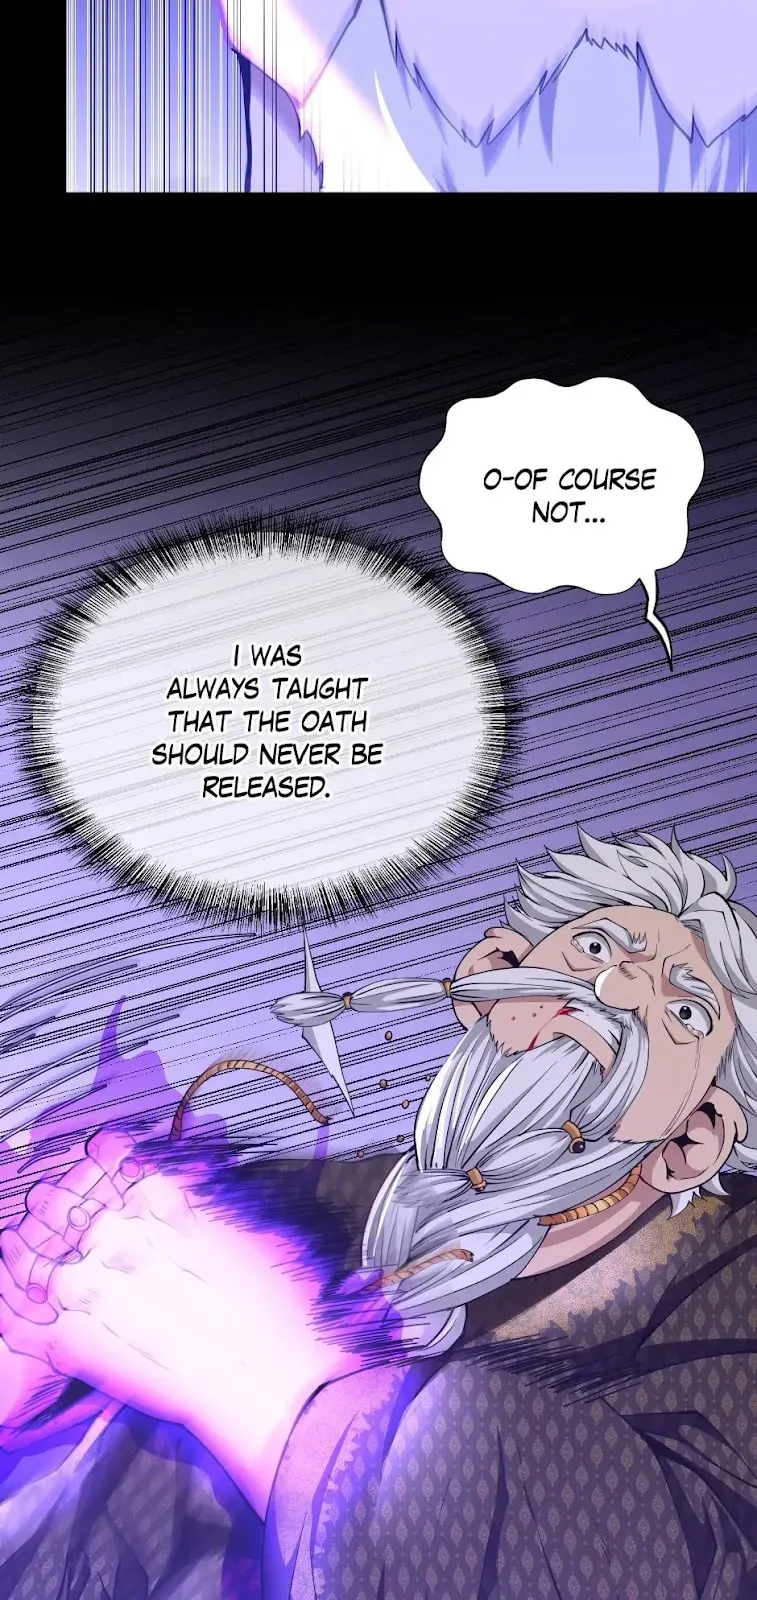 O-OF COURSE
NOT...
I WAS
ALWAYS TAUGHT
THAT THE OATH
SHOULD NEVER BE
RELEASED.